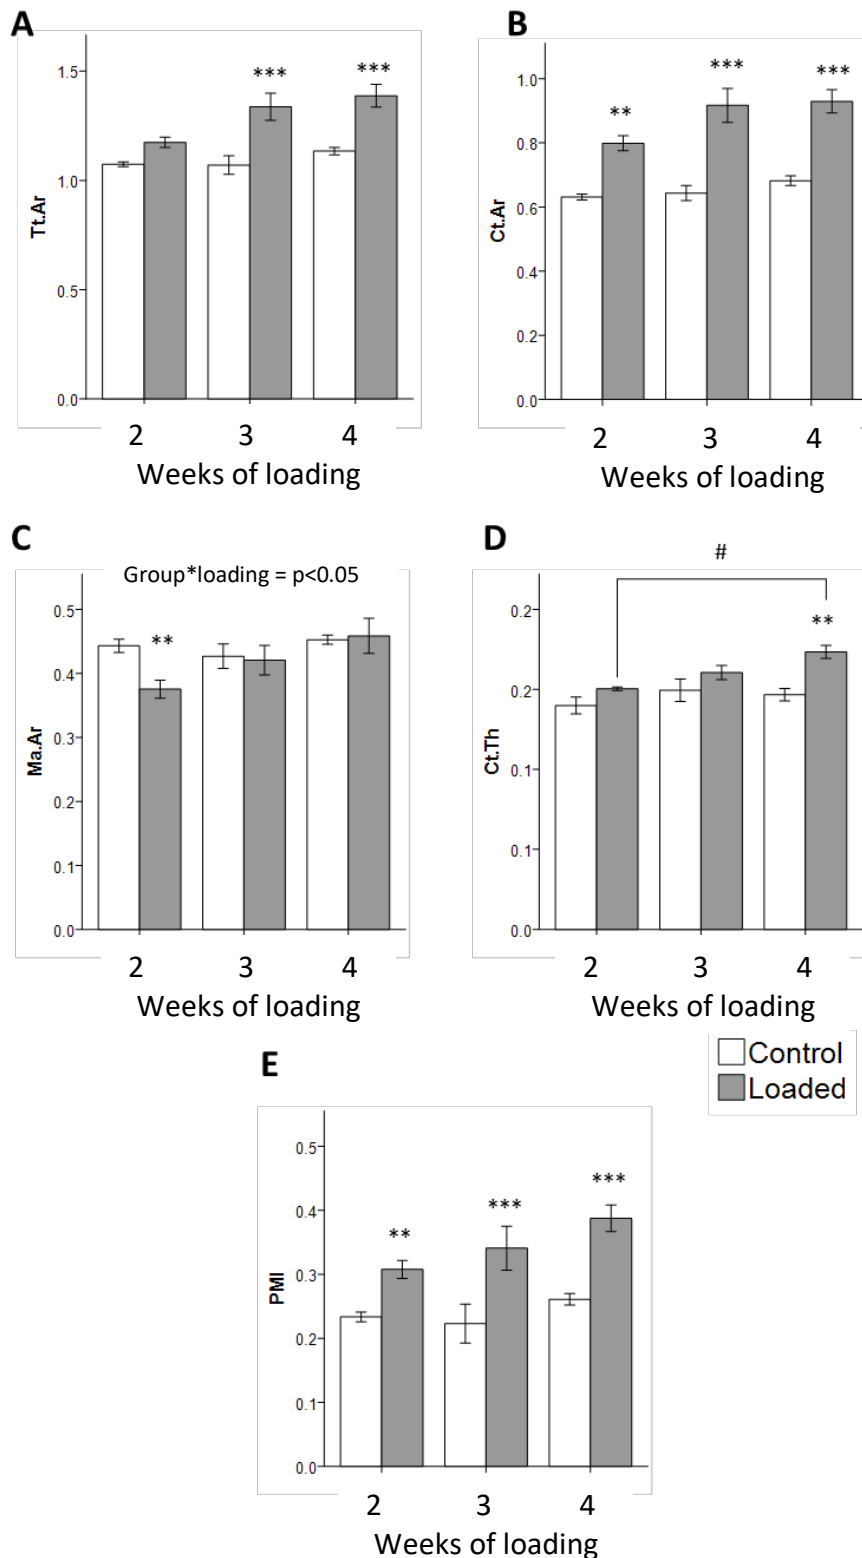 A
Tt.Ar
1.5
1.0
0.5
0.0
***
***
2 3 4
Weeks of loading
B
Ct.Ar
1.0
0.8
0.6
0.4
0.2
0.0
**
***
***
2 3 4
Weeks of loading
C
Group*loading = p<0.05
Ma.Ar
0.5
0.4
0.3
0.2
0.1
0.0
**
2 3 4
Weeks of loading
D
#
Ct.Th
0.2
0.2
0.1
0.1
0.0
**
2 3 4
Weeks of loading
Control
Loaded
E
PMI
0.5
0.4
0.3
0.2
0.1
0.0
**
***
***
2 3 4
Weeks of loading